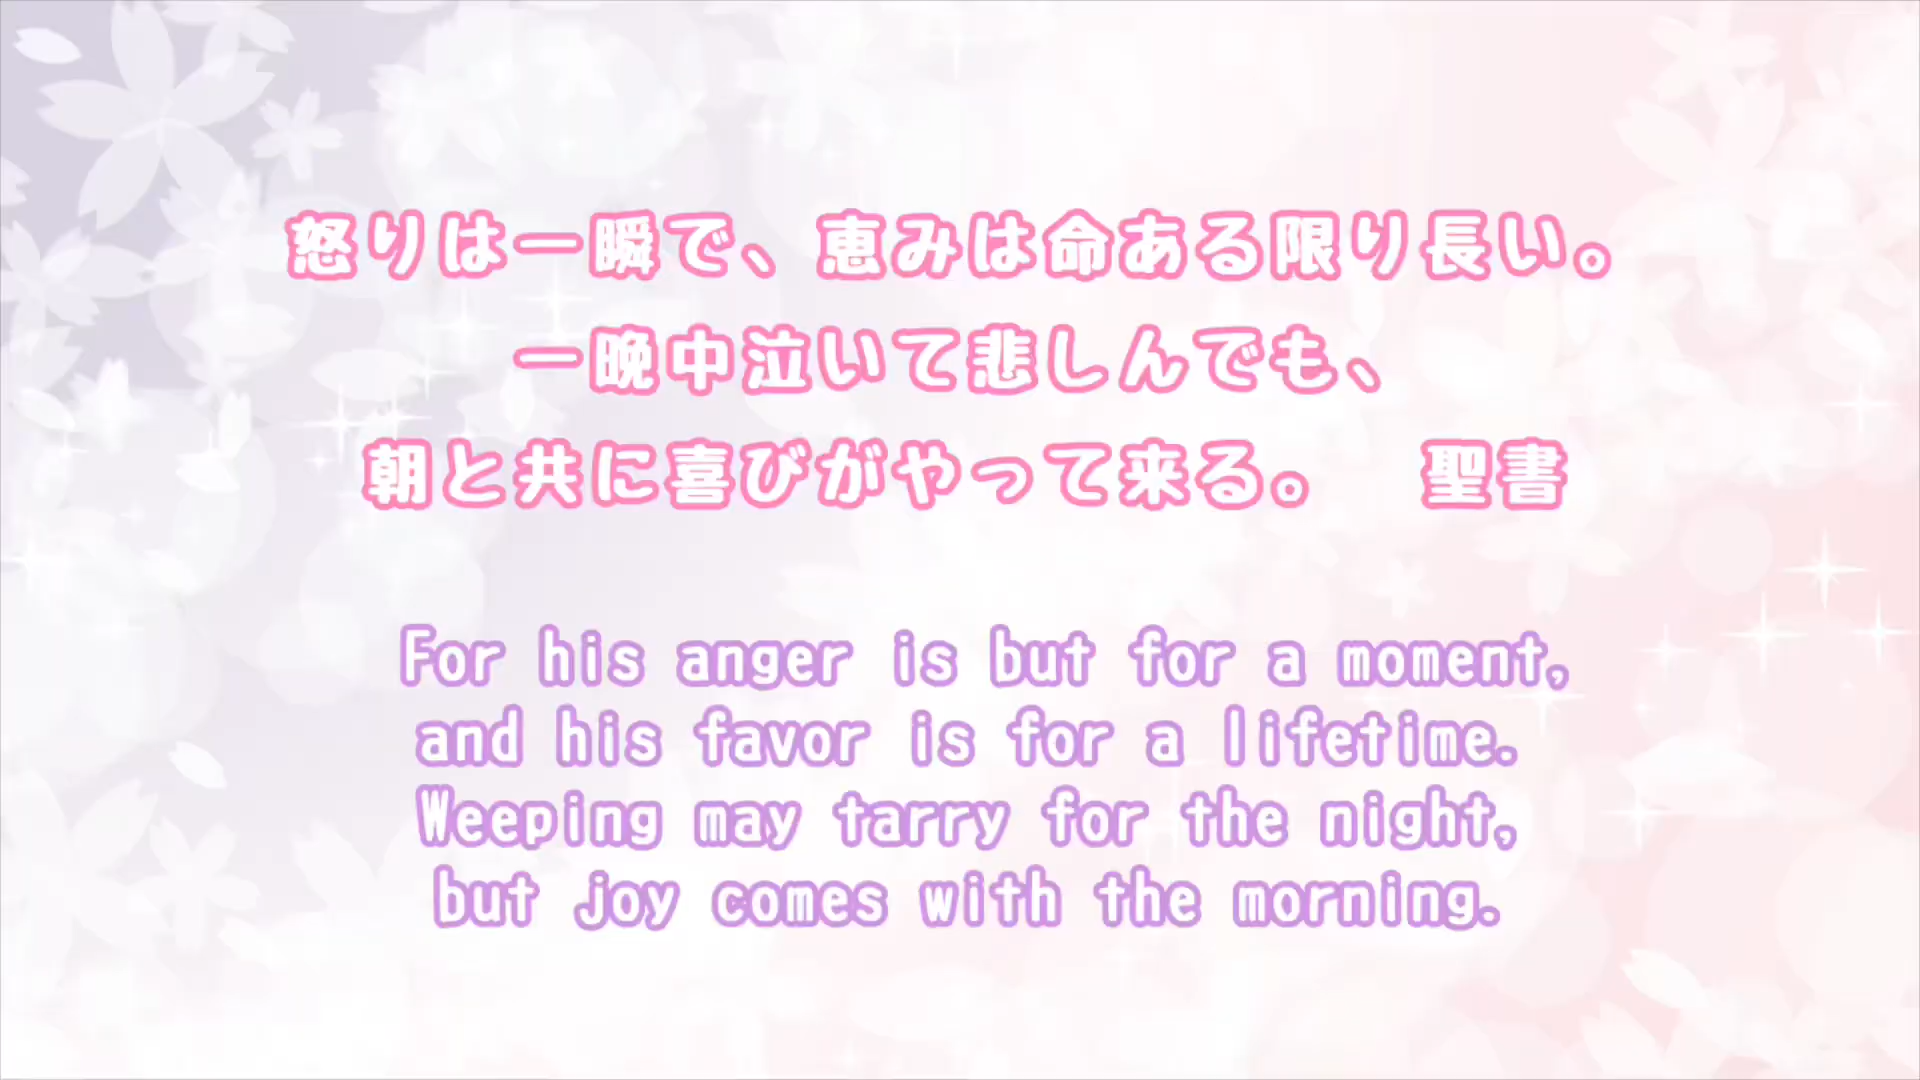 怒りは一瞬で、恵みは命ある限り長い。
一晩中泣いて悲しんでも、
朝と共に喜びがやって来る。　聖書
For his anger is but for a moment,
and his favor is for a lifetime.
Weeping may tarry for the night,
but joy comes with the morning.